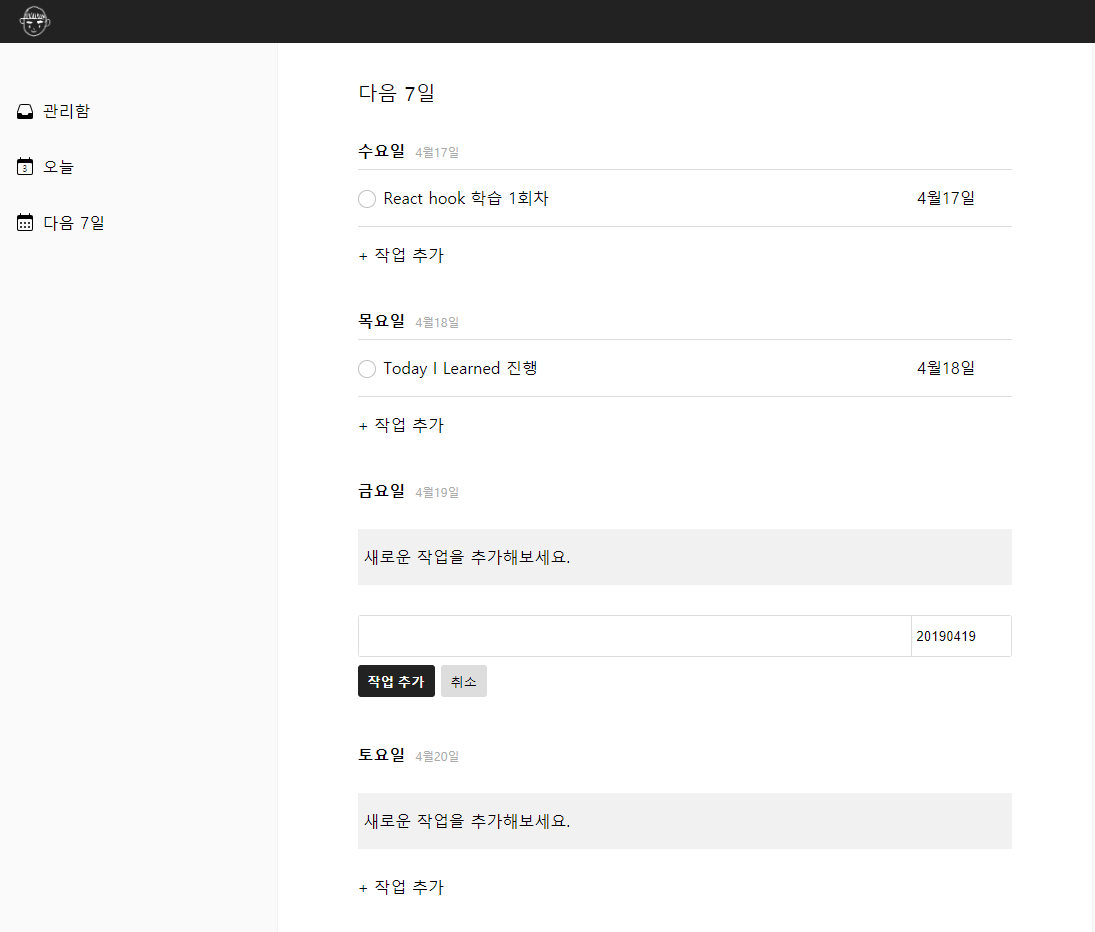 관리함
3
오늘
다음 7일
다음 7일
수요일 4월17일
React hook 학습 1회차 4월17일
+ 작업 추가
목요일 4월18일
Today I Learned 진행 4월18일
+ 작업 추가
금요일 4월19일
새로운 작업을 추가해보세요.
20190419
작업 추가 취소
토요일 4월20일
새로운 작업을 추가해보세요.
+ 작업 추가